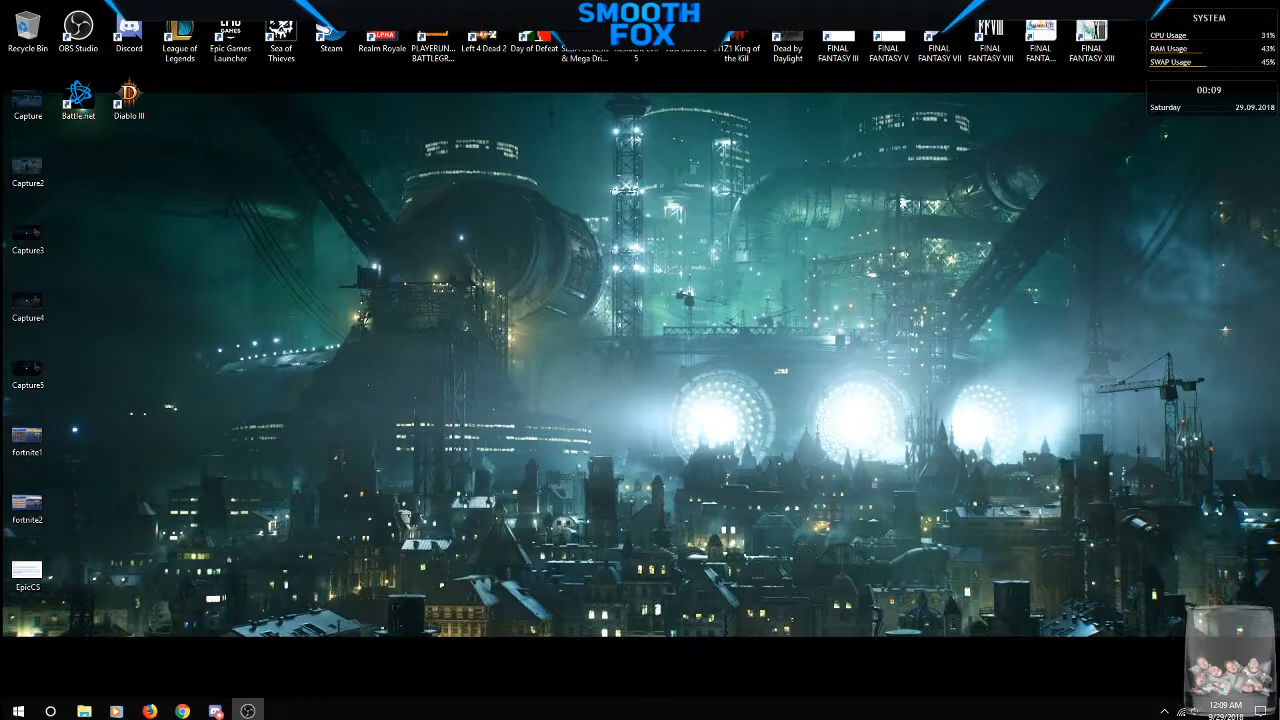 SMOOTH
FOX
Recycle Bin
OBS Studio
Discord
League of
Legends
Epic Games
Launcher
Sea of
Thieves
Steam
Realm Royale
PLAYERUN...
BATTLEGR...
Left 4 Dead 2
Day of Defeat
& Mega Dri...
5
H1Z1 King of
the Kill
Dead by
Daylight
FINAL
FANTASY III
FINAL
FANTASY V
FINAL
FANTASY VII
FINAL
FANTASY VIII
FINAL
FANTA...
FINAL
FANTASY XIII
SYSTEM
CPU Usage 31%
RAM Usage 43%
SWAP Usage 45%
00:09
Saturday 29.09.2018
Capture
Battle.net
Diablo III
Capture2
Capture3
Capture4
Capture5
fortnite1
fortnite2
EpicCS
12:09 AM
9/29/2018